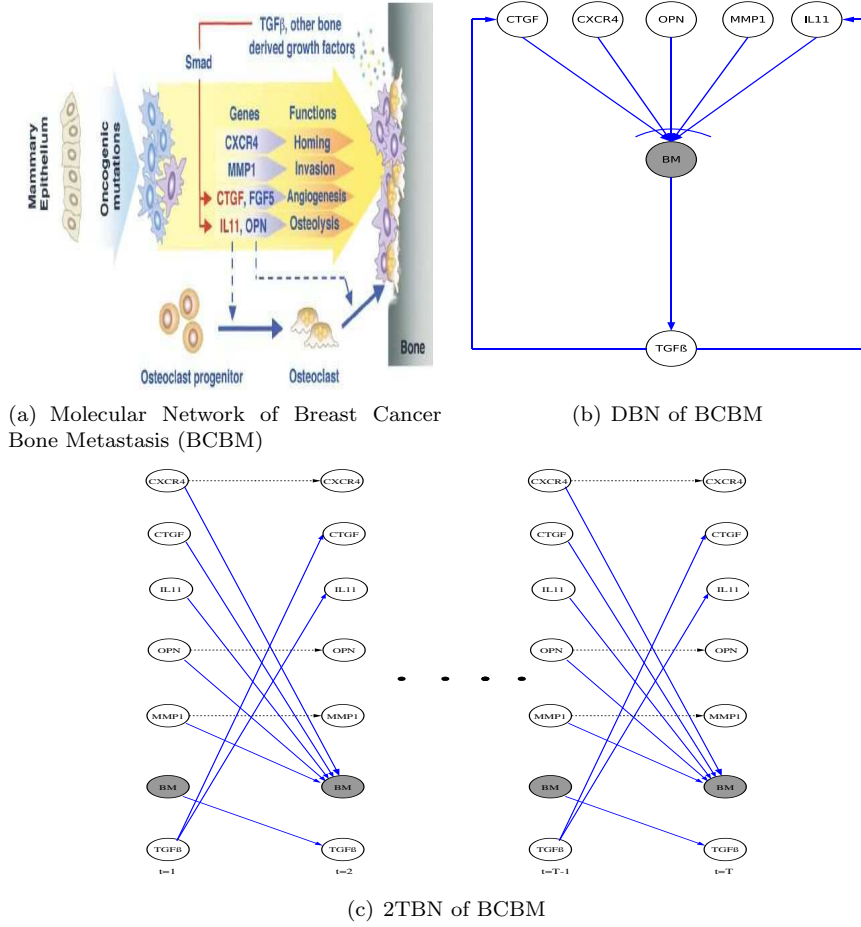 TGFβ, other bone
derived growth factors
Smad
Mammary
Epithelium
Oncogenic
mutations
Genes Functions
CXCR4 Homing
MMP1 Invasion
CTGF, FGF5 Angiogenesis
IL11, OPN Osteolysis
Osteoclast progenitor Osteoclast
Bone
CTGF CXCR4 OPN MMP1 IL11
BM
TGFß
(a) Molecular Network of Breast Cancer
Bone Metastasis (BCBM)
(b) DBN of BCBM
CXCR4 CXCR4 CXCR4 CXCR4
CTGF CTGF CTGF CTGF
IL11 IL11 IL11 IL11
OPN OPN OPN OPN
MMP1 MMP1 MMP1 MMP1
BM BM BM BM
TGFß TGFß TGFß TGFß
t=1 t=2 t=T-1 t=T
(c) 2TBN of BCBM